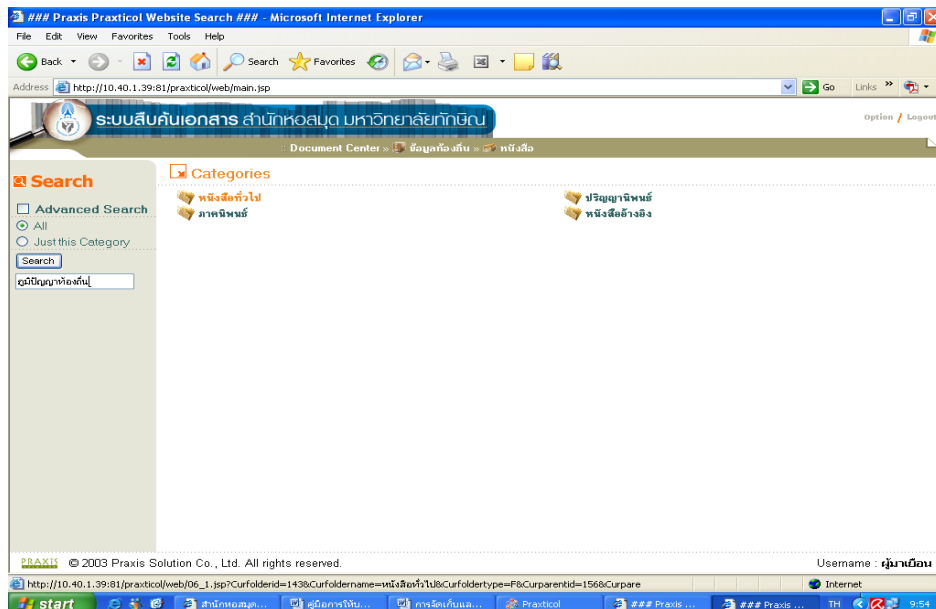 ### Praxis Praxticol Website Search ### - Microsoft Internet Explorer
File Edit View Favorites Tools Help
Back Search Favorites
Address http://10.40.1.39:81/praxticol/web/main.jsp Go Links »
ระบบสืบค้นเอกสาร สำนักหอสมุด มหาวิทยาลัยทักษิณ
Option / Logout
:: Document Center » ข้อมูลท้องถิ่น » หนังสือ
Search
Advanced Search
All
Just this Category
Search
ภูมิปัญญาท้องถิ่น
Categories
หนังสือทั่วไป ปริญญานิพนธ์
ภาคนิพนธ์ หนังสืออ้างอิง
PRAXIS © 2003 Praxis Solution Co., Ltd. All rights reserved. Username : ผู้มาเยือน
http://10.40.1.39:81/praxticol/web/06_1.jsp?Curfolderid=143&Curfoldername=หนังสือทั่วไป&Curfoldertype=F&Curparentid=156&Curpare Internet
start สำนักหอสมุด... คู่มือการให้บ... การจัดเก็บแล... Praxticol ### Praxis ... ### Praxis ... TH 9:54